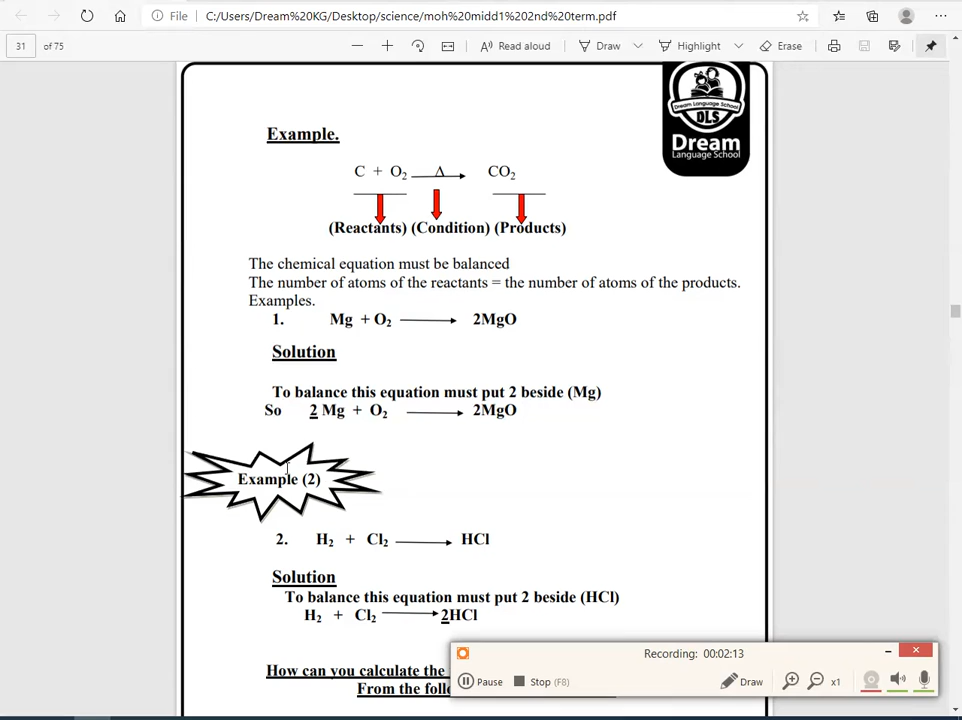 File C:/Users/Dream%20KG/Desktop/science/moh%20midd1%202nd%20term.pdf
31 of 75 Read aloud Draw Highlight Erase
Dream Language School
DLS
Dream
Language School
Example.
C + O₂ Δ CO₂
(Reactants) (Condition) (Products)
The chemical equation must be balanced
The number of atoms of the reactants = the number of atoms of the products.
Examples.
1. Mg + O₂ → 2MgO
Solution
To balance this equation must put 2 beside (Mg)
So 2 Mg + O₂ → 2MgO
Example (2)
2. H₂ + Cl₂ → HCl
Solution
To balance this equation must put 2 beside (HCl)
H₂ + Cl₂ → 2HCl
How can you calculate the
From the foll
Recording: 00:02:13
Pause Stop (F8) Draw x1